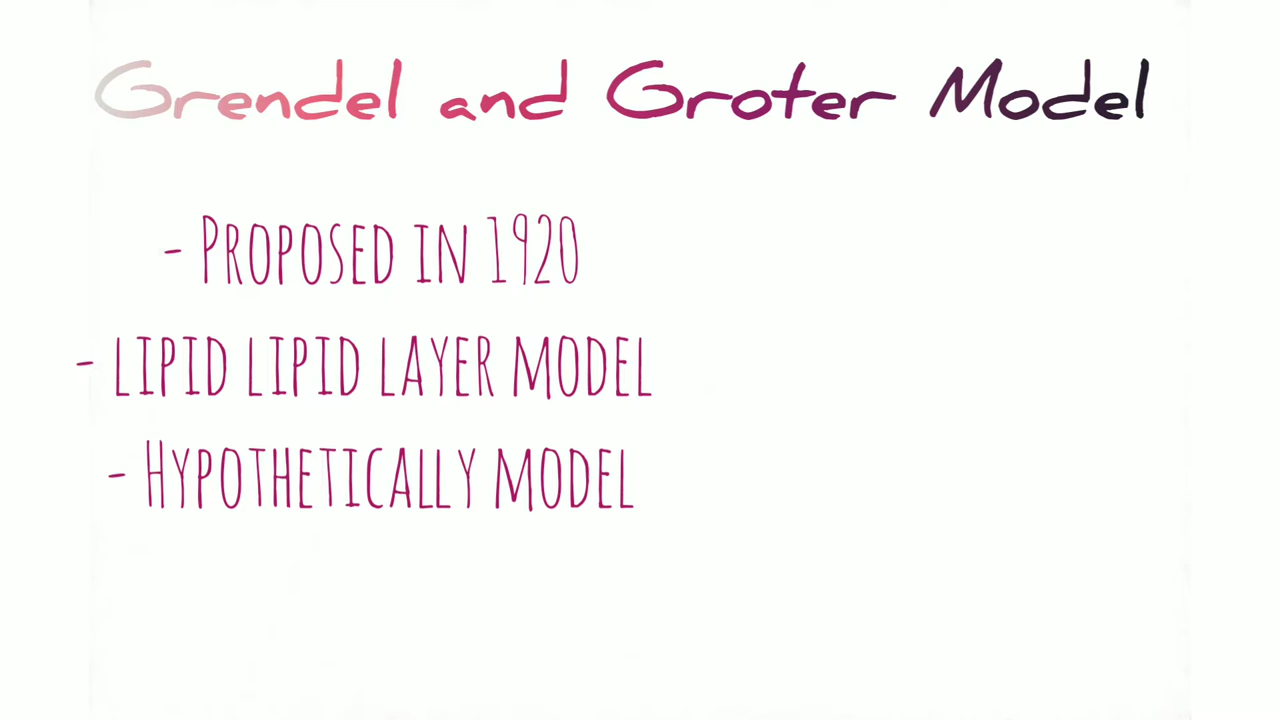 Grendel and Groter Model
- Proposed in 1920
- lipid lipid layer model
- Hypothetically model